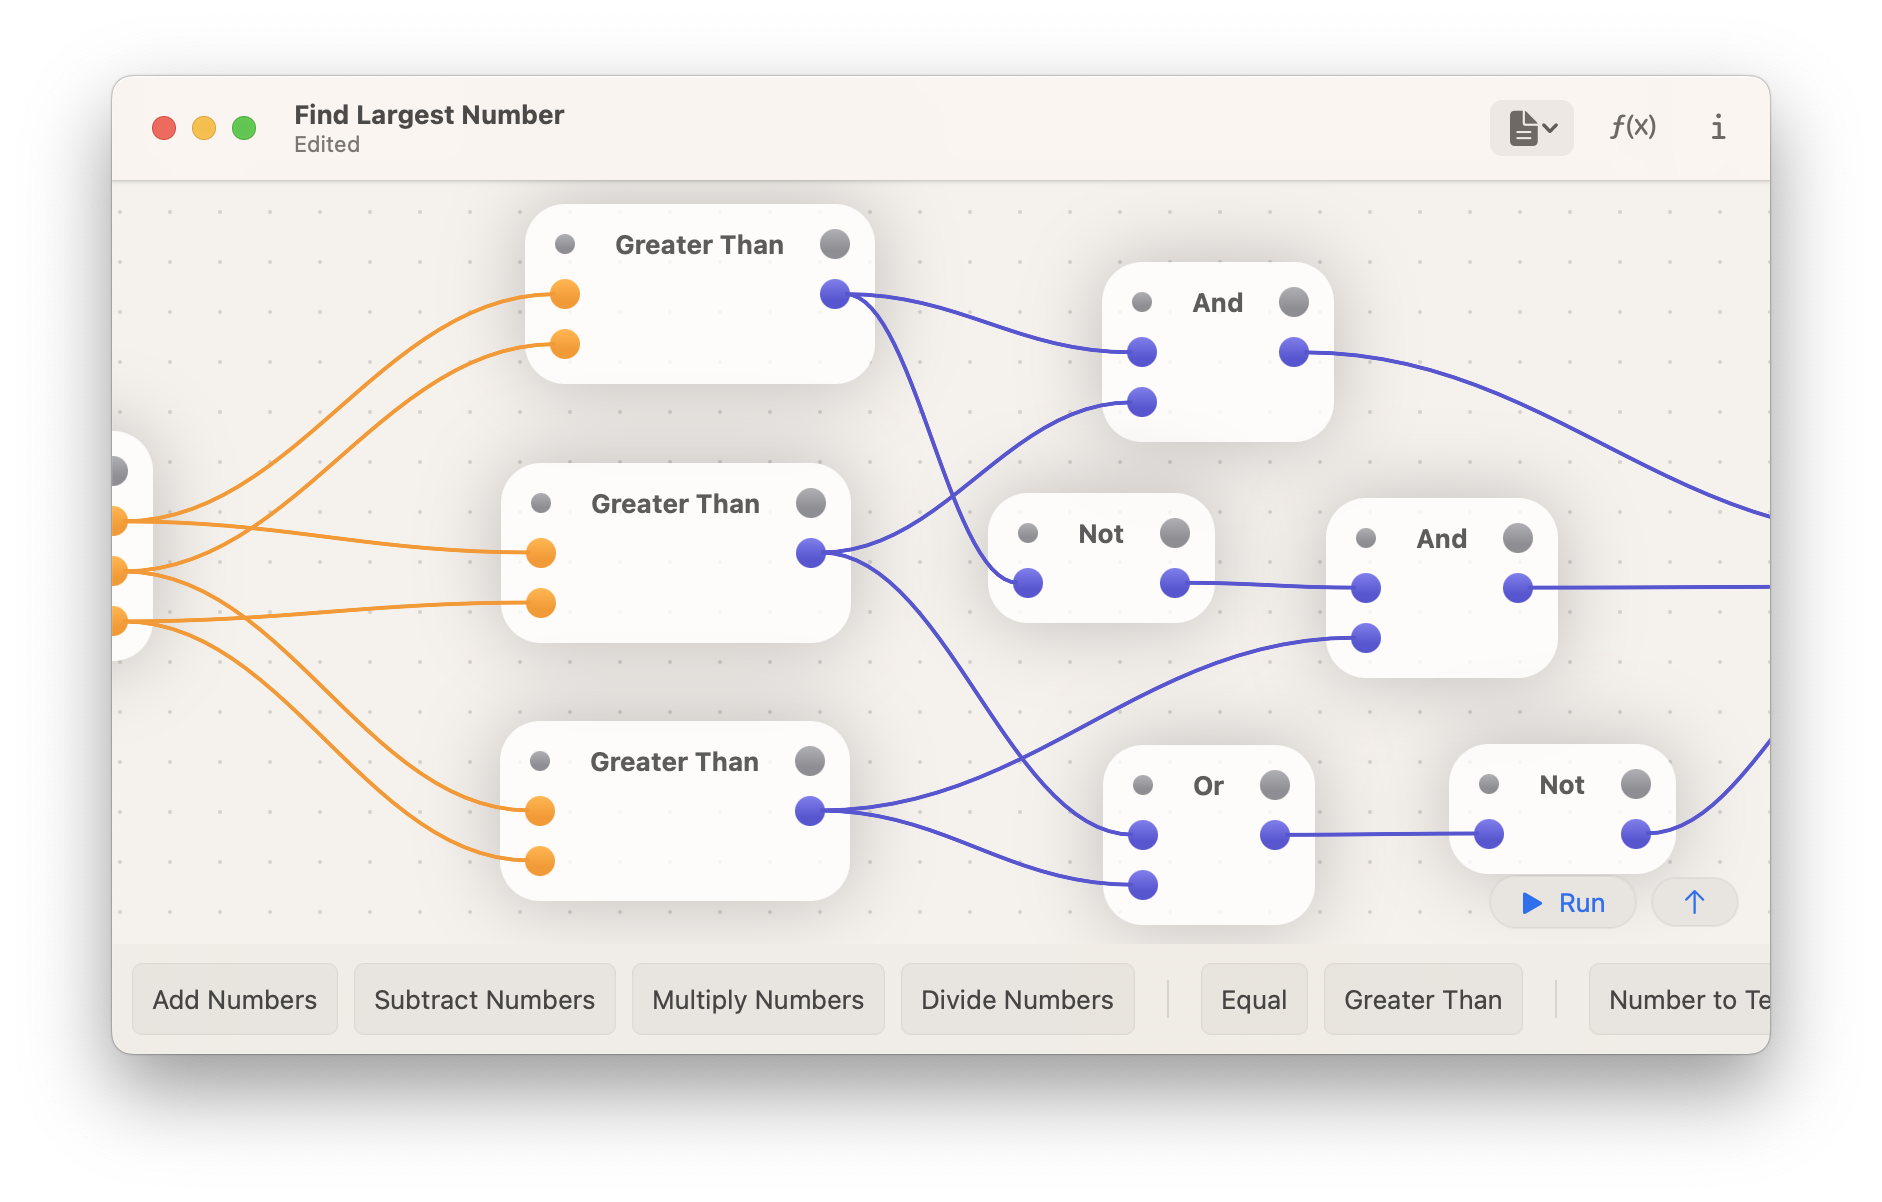 Find Largest Number
Edited
f(x)
i
Greater Than
And
Greater Than
Not
And
Greater Than
Or
Not
Run
Add Numbers
Subtract Numbers
Multiply Numbers
Divide Numbers
Equal
Greater Than
Number to Te